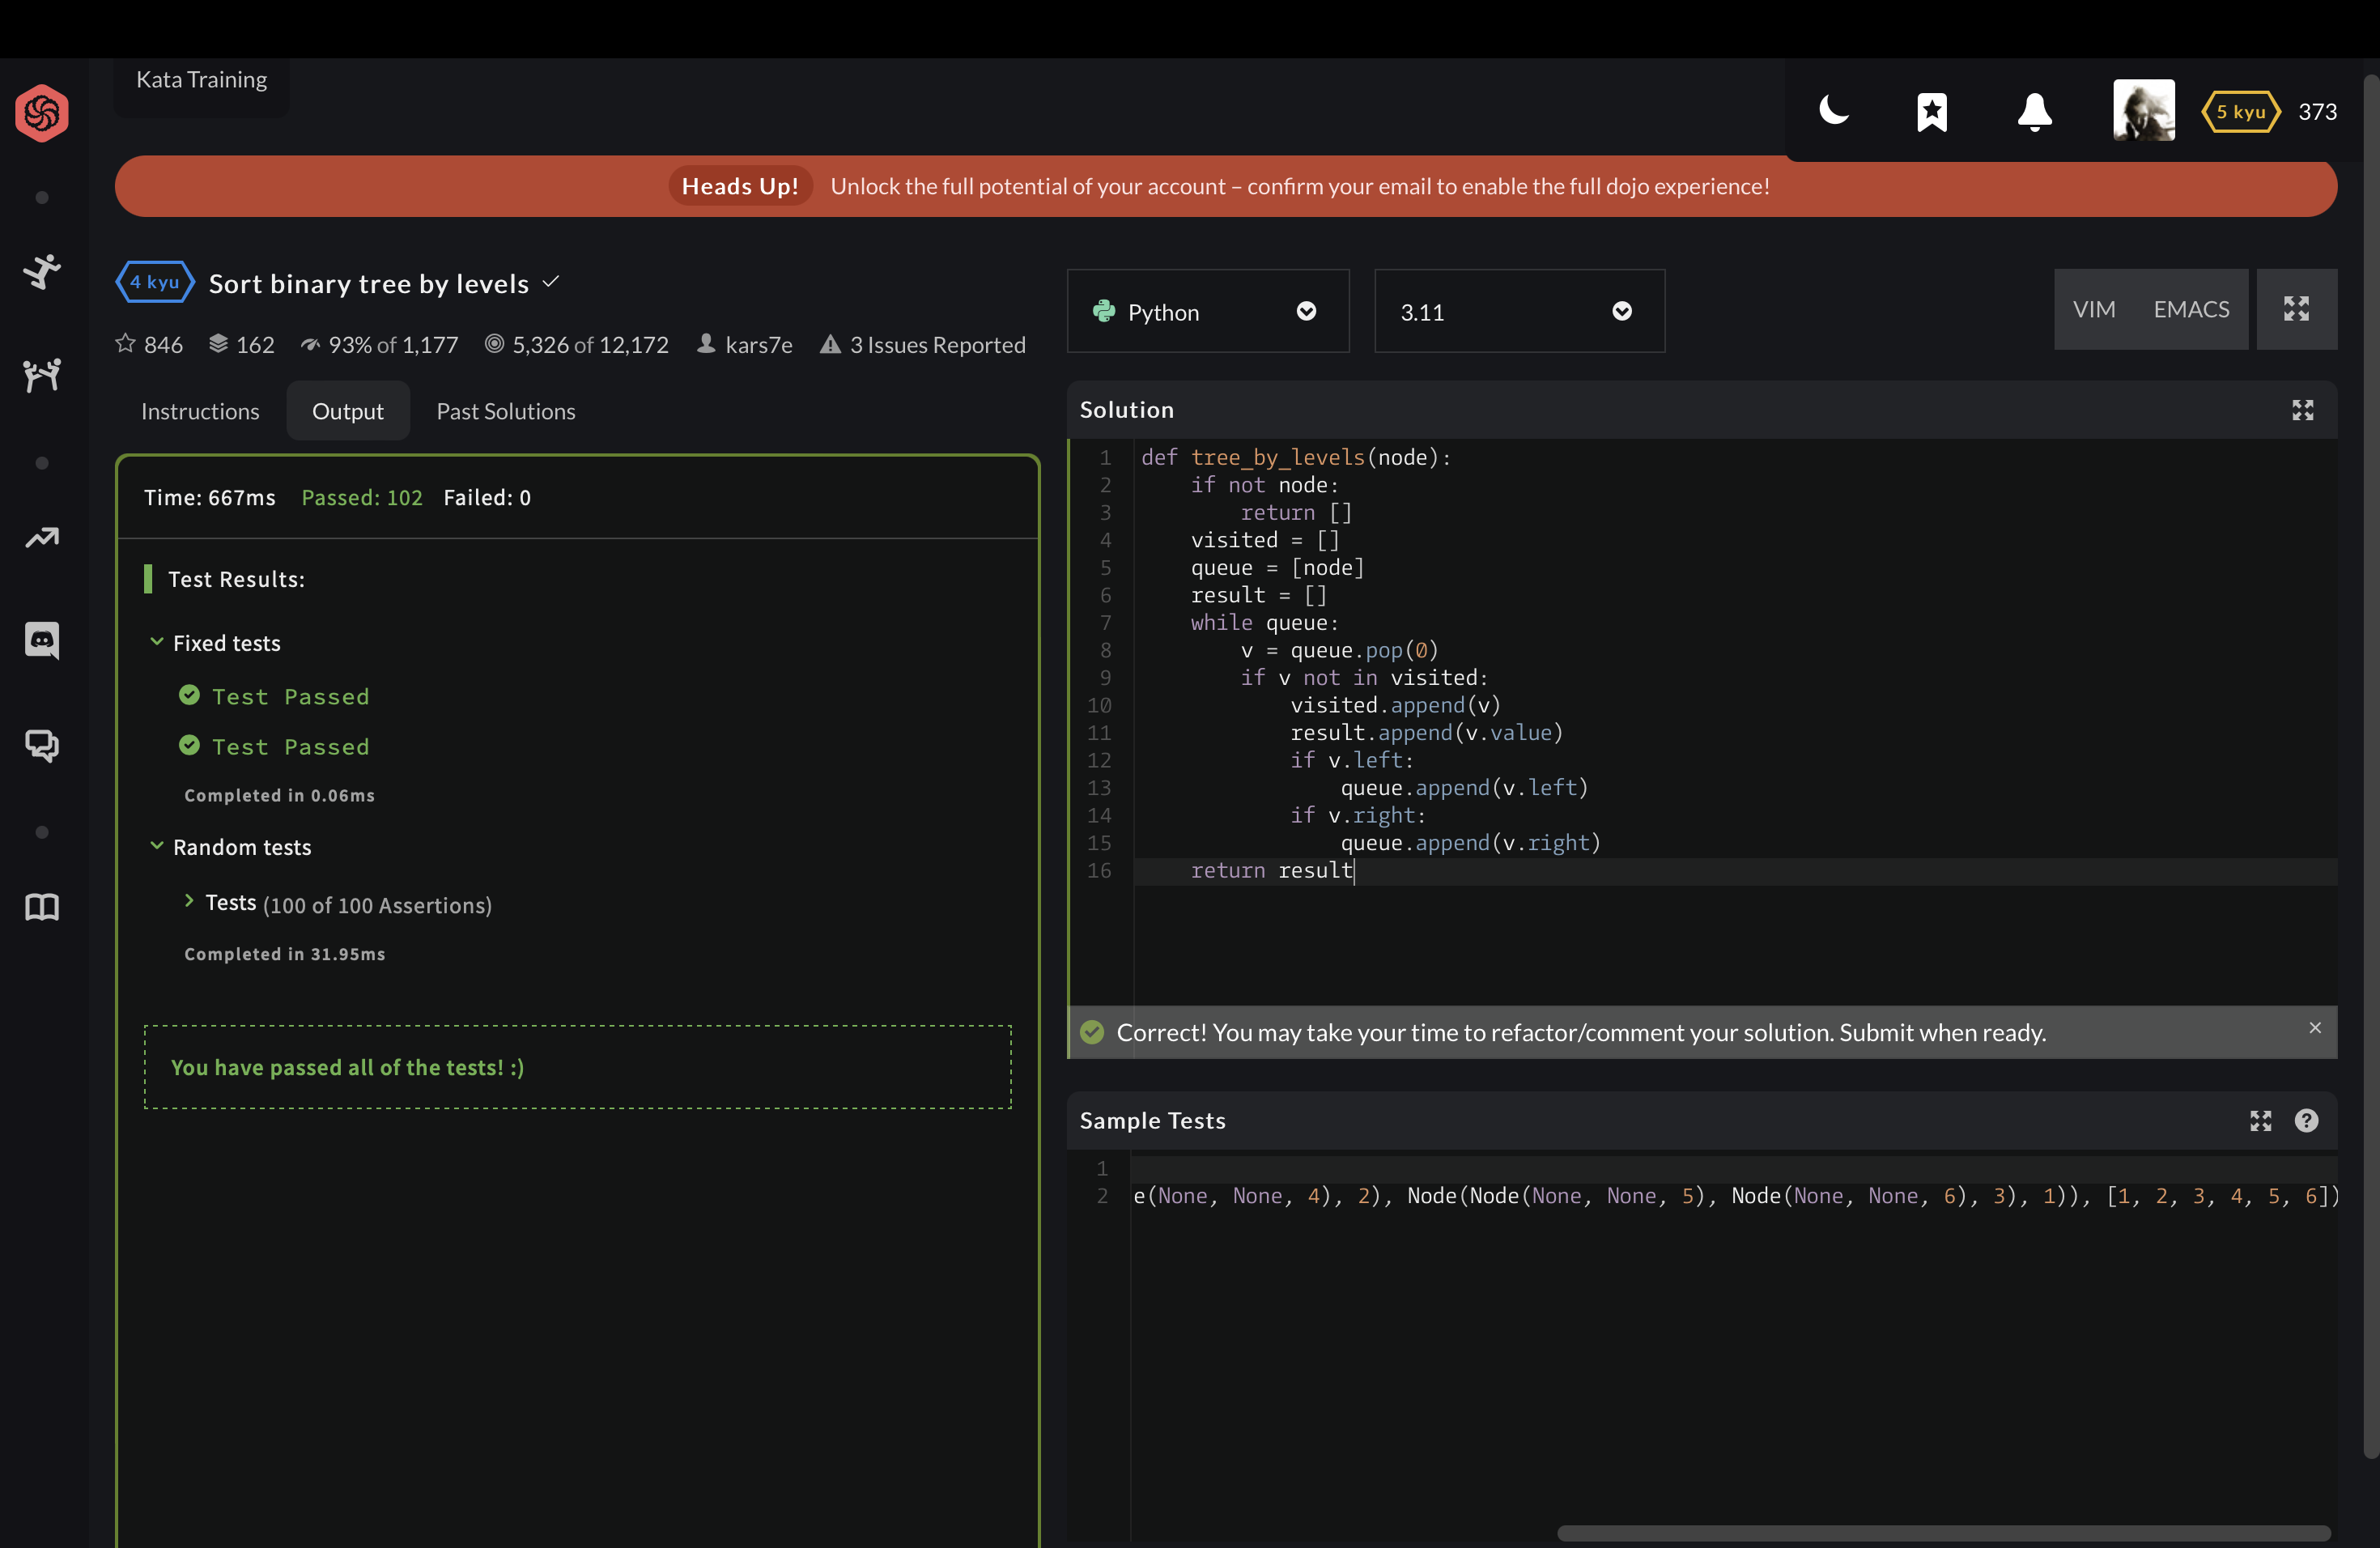 Kata Training
5 kyu 373
Heads Up! Unlock the full potential of your account – confirm your email to enable the full dojo experience!
4 kyu Sort binary tree by levels
846 162 93% of 1,177 5,326 of 12,172 kars7e 3 Issues Reported
Instructions Output Past Solutions
Time: 667ms Passed: 102 Failed: 0
Test Results:
Fixed tests
Test Passed
Test Passed
Completed in 0.06ms
Random tests
Tests (100 of 100 Assertions)
Completed in 31.95ms
You have passed all of the tests! :)
Python 3.11 VIM EMACS
Solution
1 def tree_by_levels(node):
2     if not node:
3         return []
4     visited = []
5     queue = [node]
6     result = []
7     while queue:
8         v = queue.pop(0)
9         if v not in visited:
10             visited.append(v)
11             result.append(v.value)
12             if v.left:
13                 queue.append(v.left)
14             if v.right:
15                 queue.append(v.right)
16     return result
Correct! You may take your time to refactor/comment your solution. Submit when ready.
Sample Tests
1
2 e(None, None, 4), 2), Node(Node(None, None, 5), Node(None, None, 6), 3), 1)), [1, 2, 3, 4, 5, 6])